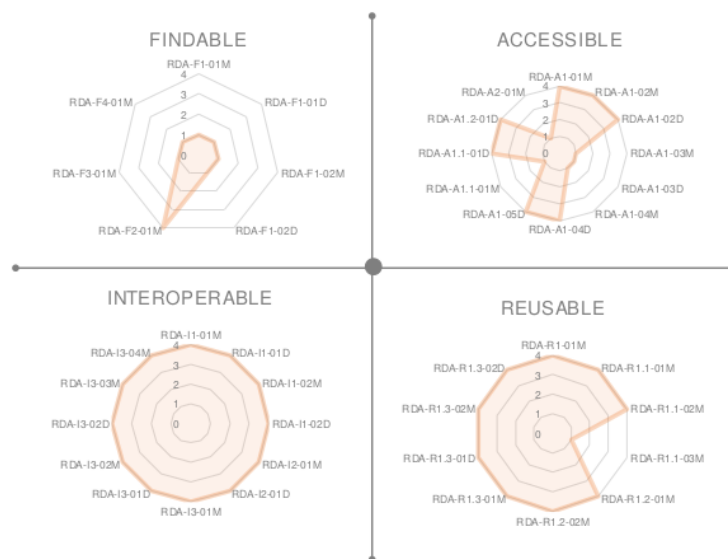 FINDABLE
RDA-F1-01M
RDA-F4-01M
RDA-F1-01D
RDA-F3-01M
RDA-F1-02M
RDA-F2-01M
RDA-F1-02D
4
3
2
1
0
ACCESSIBLE
RDA-A1-01M
RDA-A2-01M
RDA-A1-02M
RDA-A1.2-01D
RDA-A1-02D
RDA-A1.1-01D
RDA-A1-03M
RDA-A1.1-01M
RDA-A1-03D
RDA-A1-05D
RDA-A1-04M
RDA-A1-04D
4
3
2
1
0
INTEROPERABLE
RDA-I1-01M
RDA-I3-04M
RDA-I1-01D
RDA-I3-03M
RDA-I1-02M
RDA-I3-02D
RDA-I1-02D
RDA-I3-02M
RDA-I2-01M
RDA-I3-01D
RDA-I2-01D
RDA-I3-01M
4
3
2
1
0
REUSABLE
RDA-R1-01M
RDA-R1.3-02D
RDA-R1.1-01M
RDA-R1.3-02M
RDA-R1.1-02M
RDA-R1.3-01D
RDA-R1.1-03M
RDA-R1.3-01M
RDA-R1.2-01M
RDA-R1.2-02M
4
3
2
1
0